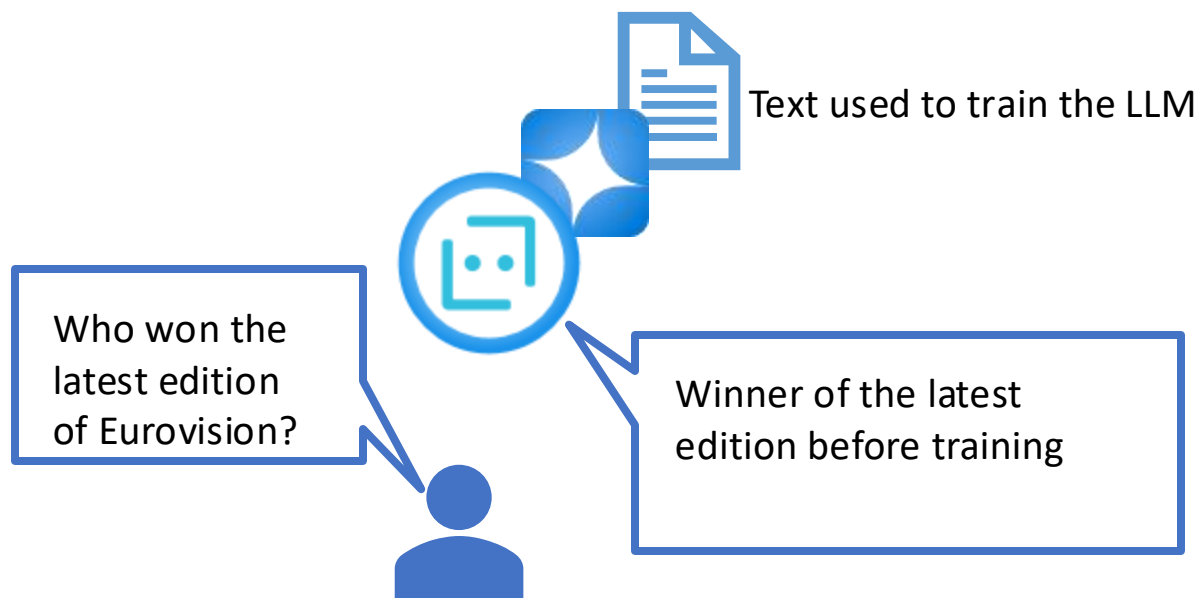 Text used to train the LLM
Who won the
latest edition
of Eurovision?
Winner of the latest
edition before training